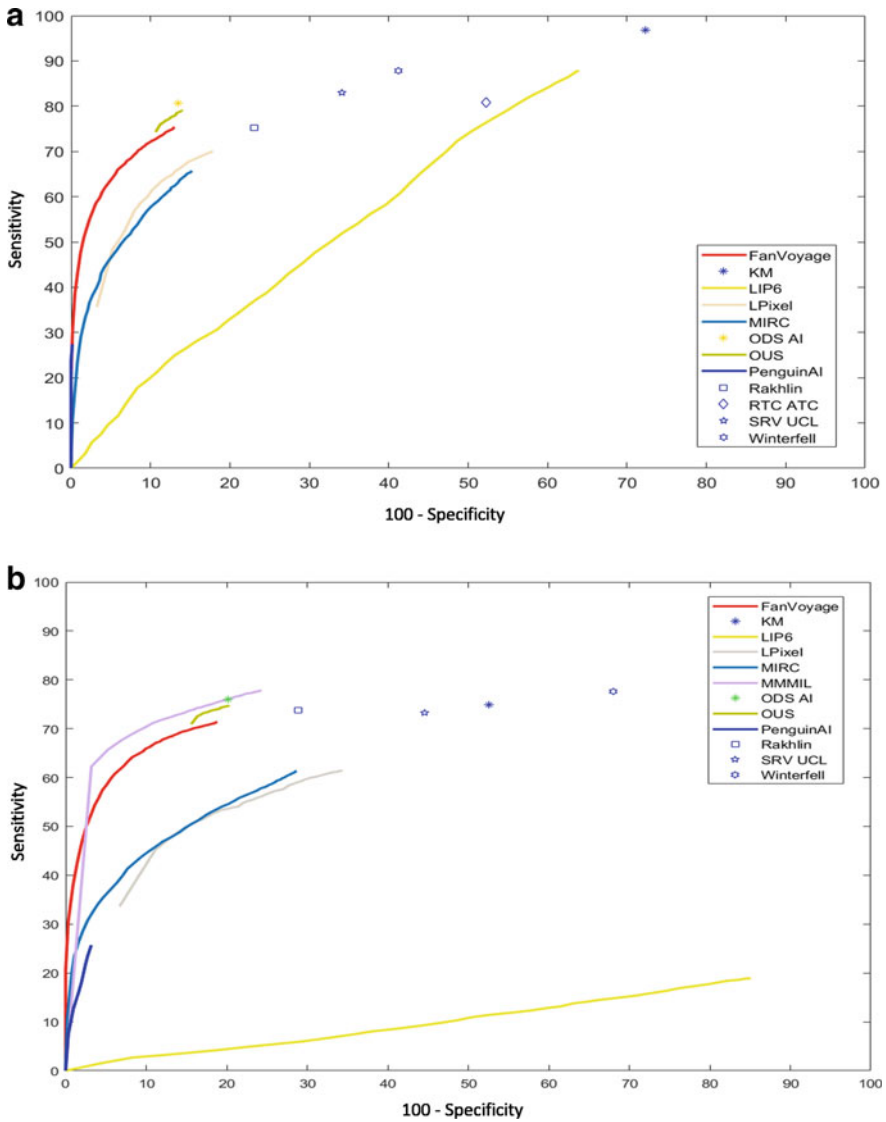 a
100
90
80
70
60
50
40
30
20
10
0
Sensitivity
FanVoyage
KM
LIP6
LPixel
MIRC
ODS AI
OUS
PenguinAI
Rakhlin
RTC ATC
SRV UCL
Winterfell
0 10 20 30 40 50 60 70 80 90 100
100 - Specificity
b
100
90
80
70
60
50
40
30
20
10
0
Sensitivity
FanVoyage
KM
LIP6
LPixel
MIRC
MMMIL
ODS AI
OUS
PenguinAI
Rakhlin
SRV UCL
Winterfell
0 10 20 30 40 50 60 70 80 90 100
100 - Specificity